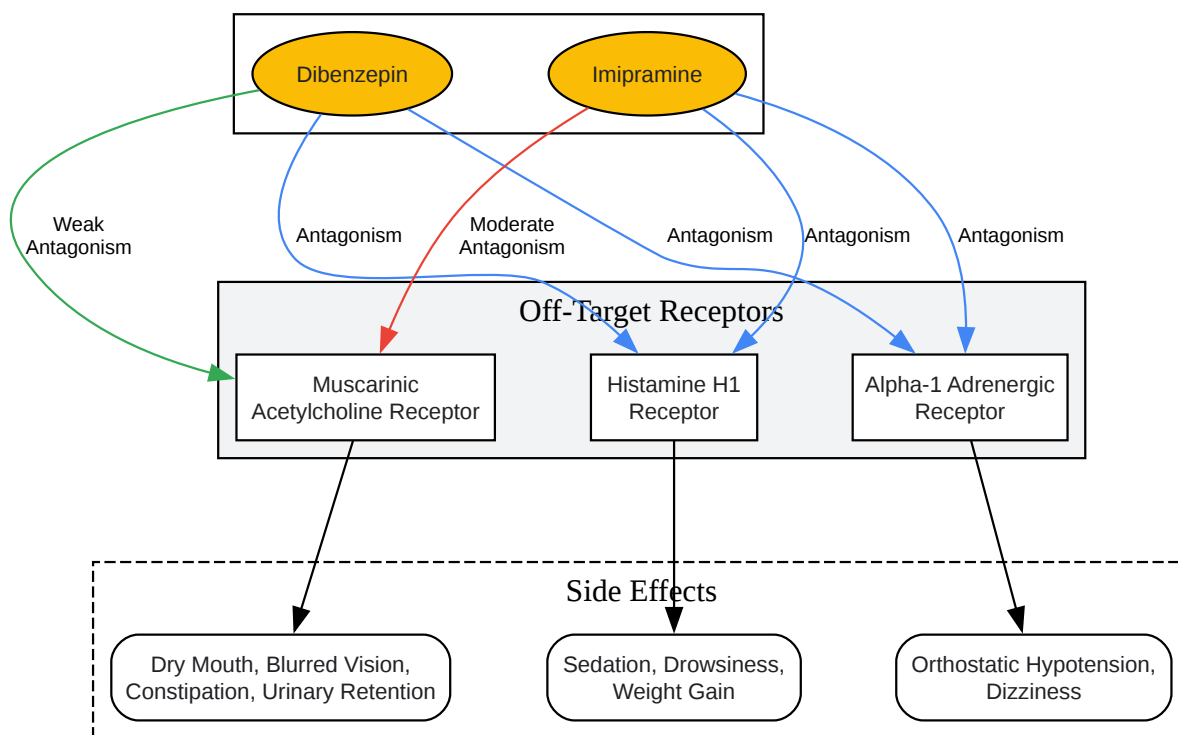 Dibenzepin
Imipramine
Weak
Antagonism
Antagonism
Moderate
Antagonism
Antagonism
Antagonism
Antagonism
Off-Target Receptors
Muscarinic
Acetylcholine Receptor
Histamine H1
Receptor
Alpha-1 Adrenergic
Receptor
Side Effects
Dry Mouth, Blurred Vision,
Constipation, Urinary Retention
Sedation, Drowsiness,
Weight Gain
Orthostatic Hypotension,
Dizziness